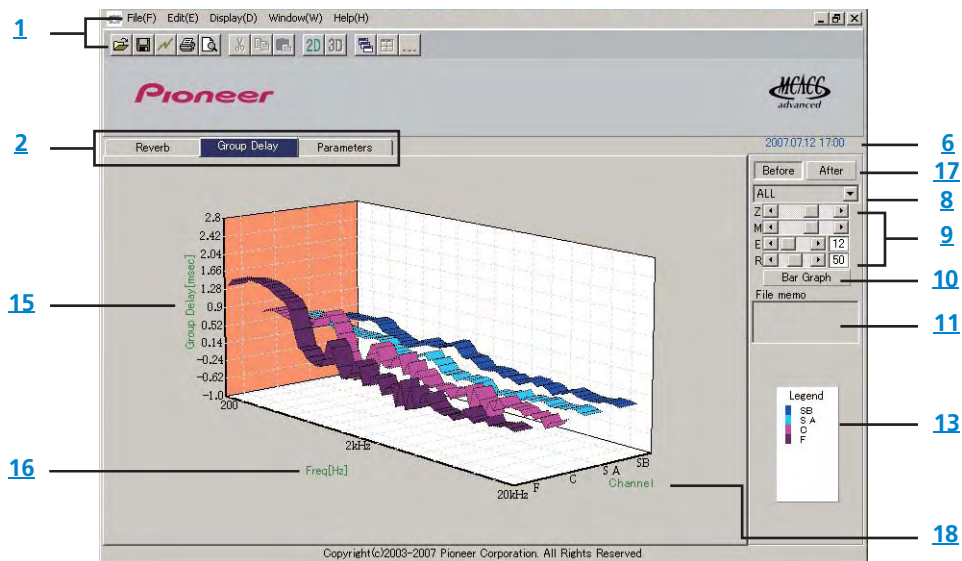 1
File(F) Edit(E) Display(D) Window(W) Help(H)
2D 3D
Pioneer
MCACC
advanced
2
Reverb Group Delay Parameters
2007.07.12 17:00
6
Before After
17
ALL
8
Z
M
E 12
R 50
9
Bar Graph
10
File memo
11
15
Group Delay[msec]
2.8
2.42
2.04
1.66
1.28
0.9
0.52
0.14
-0.24
-0.62
-1.0
200
2kHz
20kHz
16
Freq[Hz]
F C S A SB
Channel
18
Legend
SB
S A
C
F
13
Copyright(c)2003-2007 Pioneer Corporation. All Rights Reserved